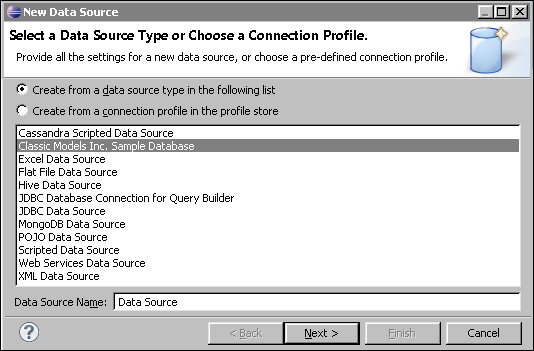 New Data Source
Select a Data Source Type or Choose a Connection Profile.
Provide all the settings for a new data source, or choose a pre-defined connection profile.
Create from a data source type in the following list
Create from a connection profile in the profile store
Cassandra Scripted Data Source
Classic Models Inc. Sample Database
Excel Data Source
Flat File Data Source
Hive Data Source
JDBC Database Connection for Query Builder
JDBC Data Source
MongoDB Data Source
POJO Data Source
Scripted Data Source
Web Services Data Source
XML Data Source
Data Source Name: Data Source
? < Back Next > Finish Cancel